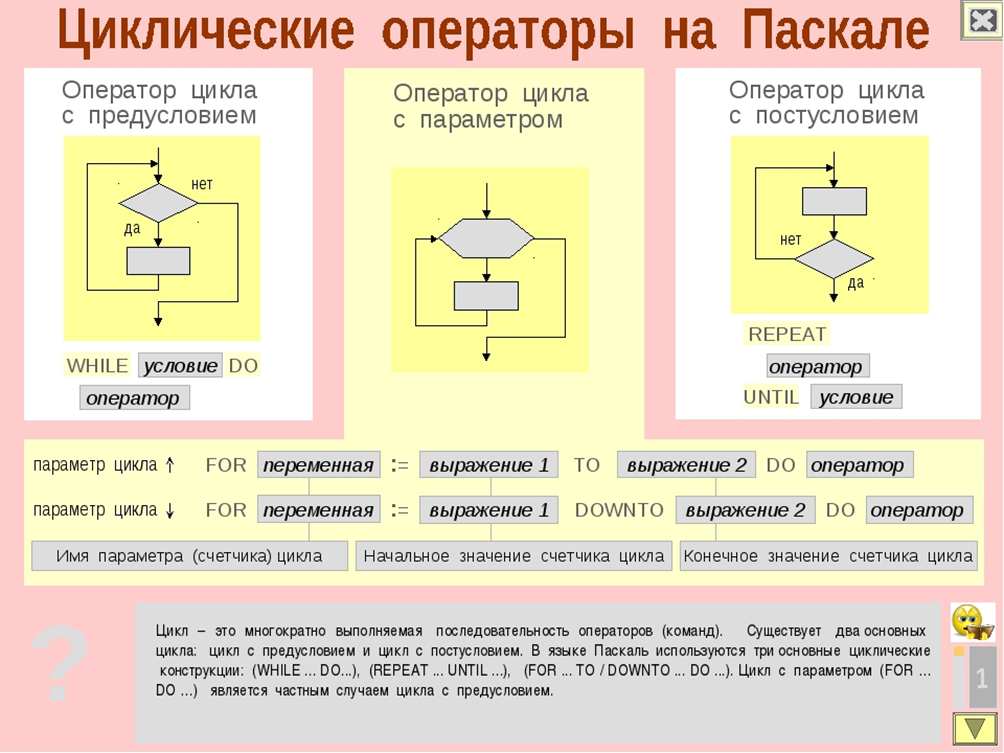 Циклические операторы на Паскале
Оператор цикла
с предусловием
нет
да
WHILE условие DO
оператор
Оператор цикла
с параметром
Оператор цикла
с постусловием
нет
да
REPEAT
оператор
UNTIL условие
параметр цикла ↑ FOR переменная := выражение 1 TO выражение 2 DO оператор
параметр цикла ↓ FOR переменная := выражение 1 DOWNTO выражение 2 DO оператор
Имя параметра (счетчика) цикла Начальное значение счетчика цикла Конечное значение счетчика цикла
?
Цикл – это многократно выполняемая последовательность операторов (команд). Существует два основных
цикла: цикл с предусловием и цикл с постусловием. В языке Паскаль используются три основные циклические
конструкции: (WHILE ... DO...), (REPEAT ... UNTIL ...), (FOR ... TO / DOWNTO ... DO ...). Цикл с параметром (FOR ...
DO ...) является частным случаем цикла с предусловием.
1